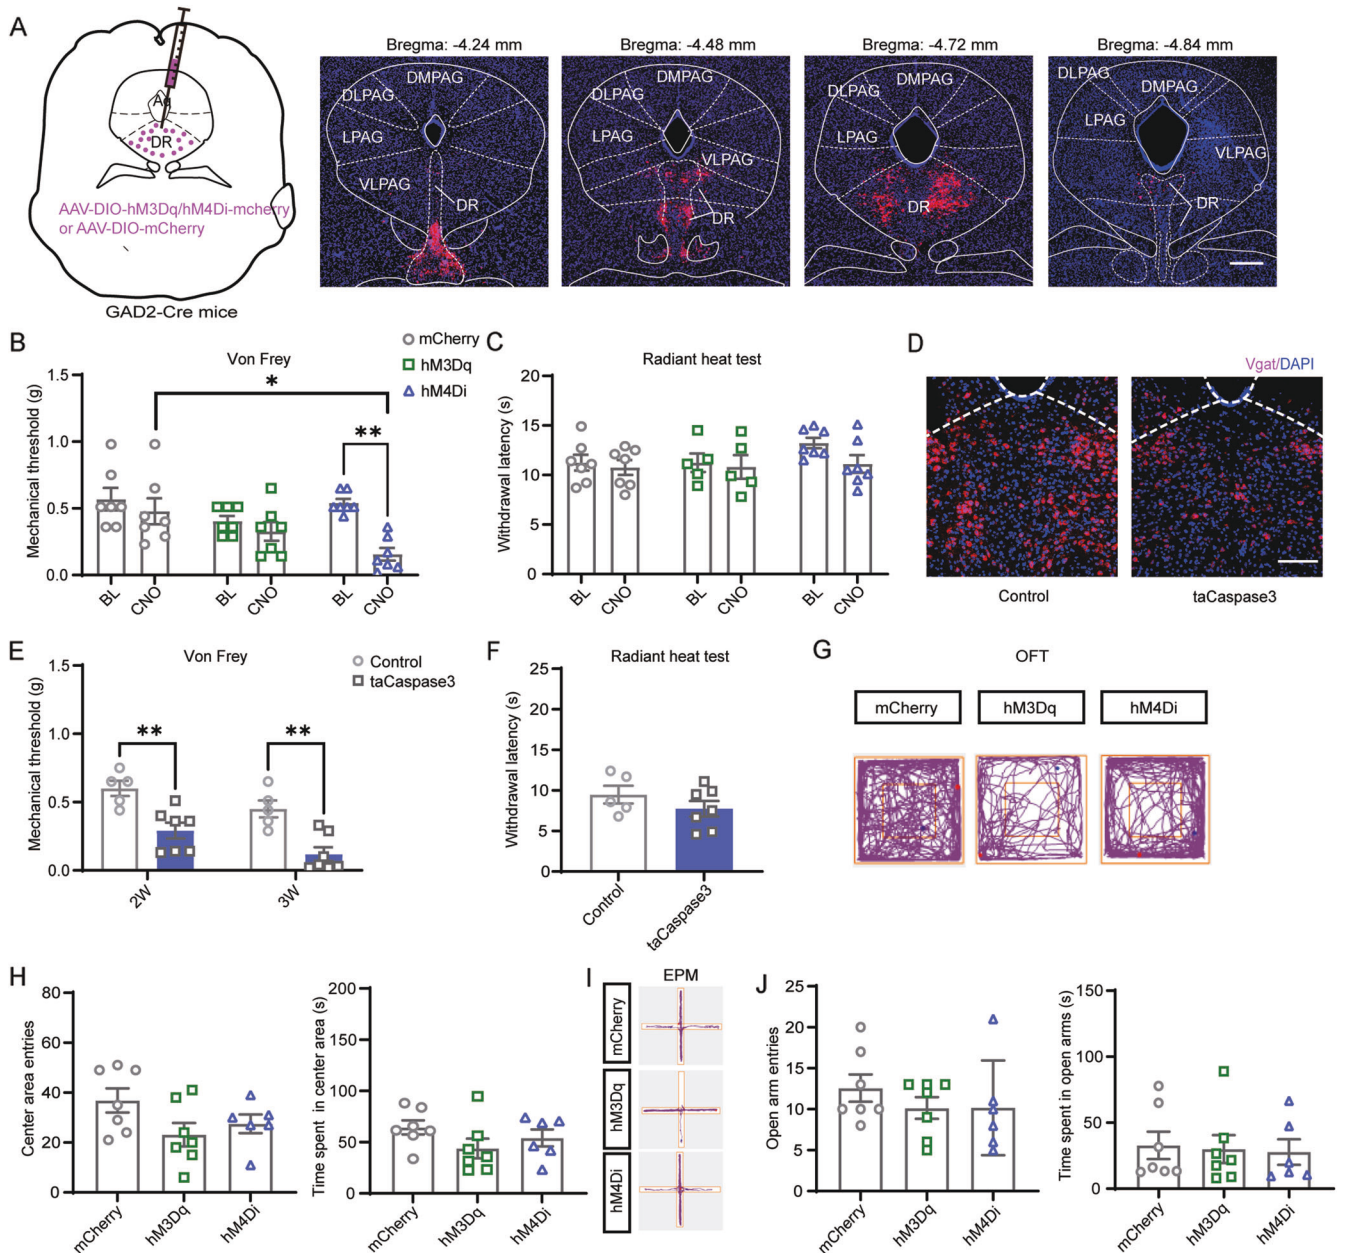 A
Aq
DR
AAV-DIO-hM3Dq/hM4Di-mcherry
or AAV-DIO-mCherry
GAD2-Cre mice
Bregma: -4.24 mm
DMPAG
DLPAG
LPAG
VLPAG
DR
Bregma: -4.48 mm
DMPAG
DLPAG
LPAG
VLPAG
DR
Bregma: -4.72 mm
DMPAG
DLPAG
LPAG
DR
Bregma: -4.84 mm
DLPAG
DMPAG
LPAG
VLPAG
DR
B
Von Frey
mCherry
hM3Dq
hM4Di
Mechanical threshold (g)
1.5
1.0
0.5
0.0
*
**
BL
CNO
BL
CNO
BL
CNO
C
Radiant heat test
Withdrawal latency (s)
20
15
10
5
0
BL
CNO
BL
CNO
BL
CNO
D
Vgat/DAPI
Control
taCaspase3
E
Von Frey
Control
taCaspase3
Mechanical threshold (g)
1.5
1.0
0.5
0.0
**
**
2W
3W
F
Radiant heat test
Withdrawal latency (s)
25
20
15
10
5
0
Control
taCaspase3
G
OFT
mCherry
hM3Dq
hM4Di
H
Center area entries
80
60
40
20
0
mCherry
hM3Dq
hM4Di
Time spent in center area (s)
200
150
100
50
0
mCherry
hM3Dq
hM4Di
I
EPM
mCherry
hM3Dq
hM4Di
J
Open arm entries
25
20
15
10
5
0
mCherry
hM3Dq
hM4Di
Time spent in open arms (s)
150
100
50
0
mCherry
hM3Dq
hM4Di